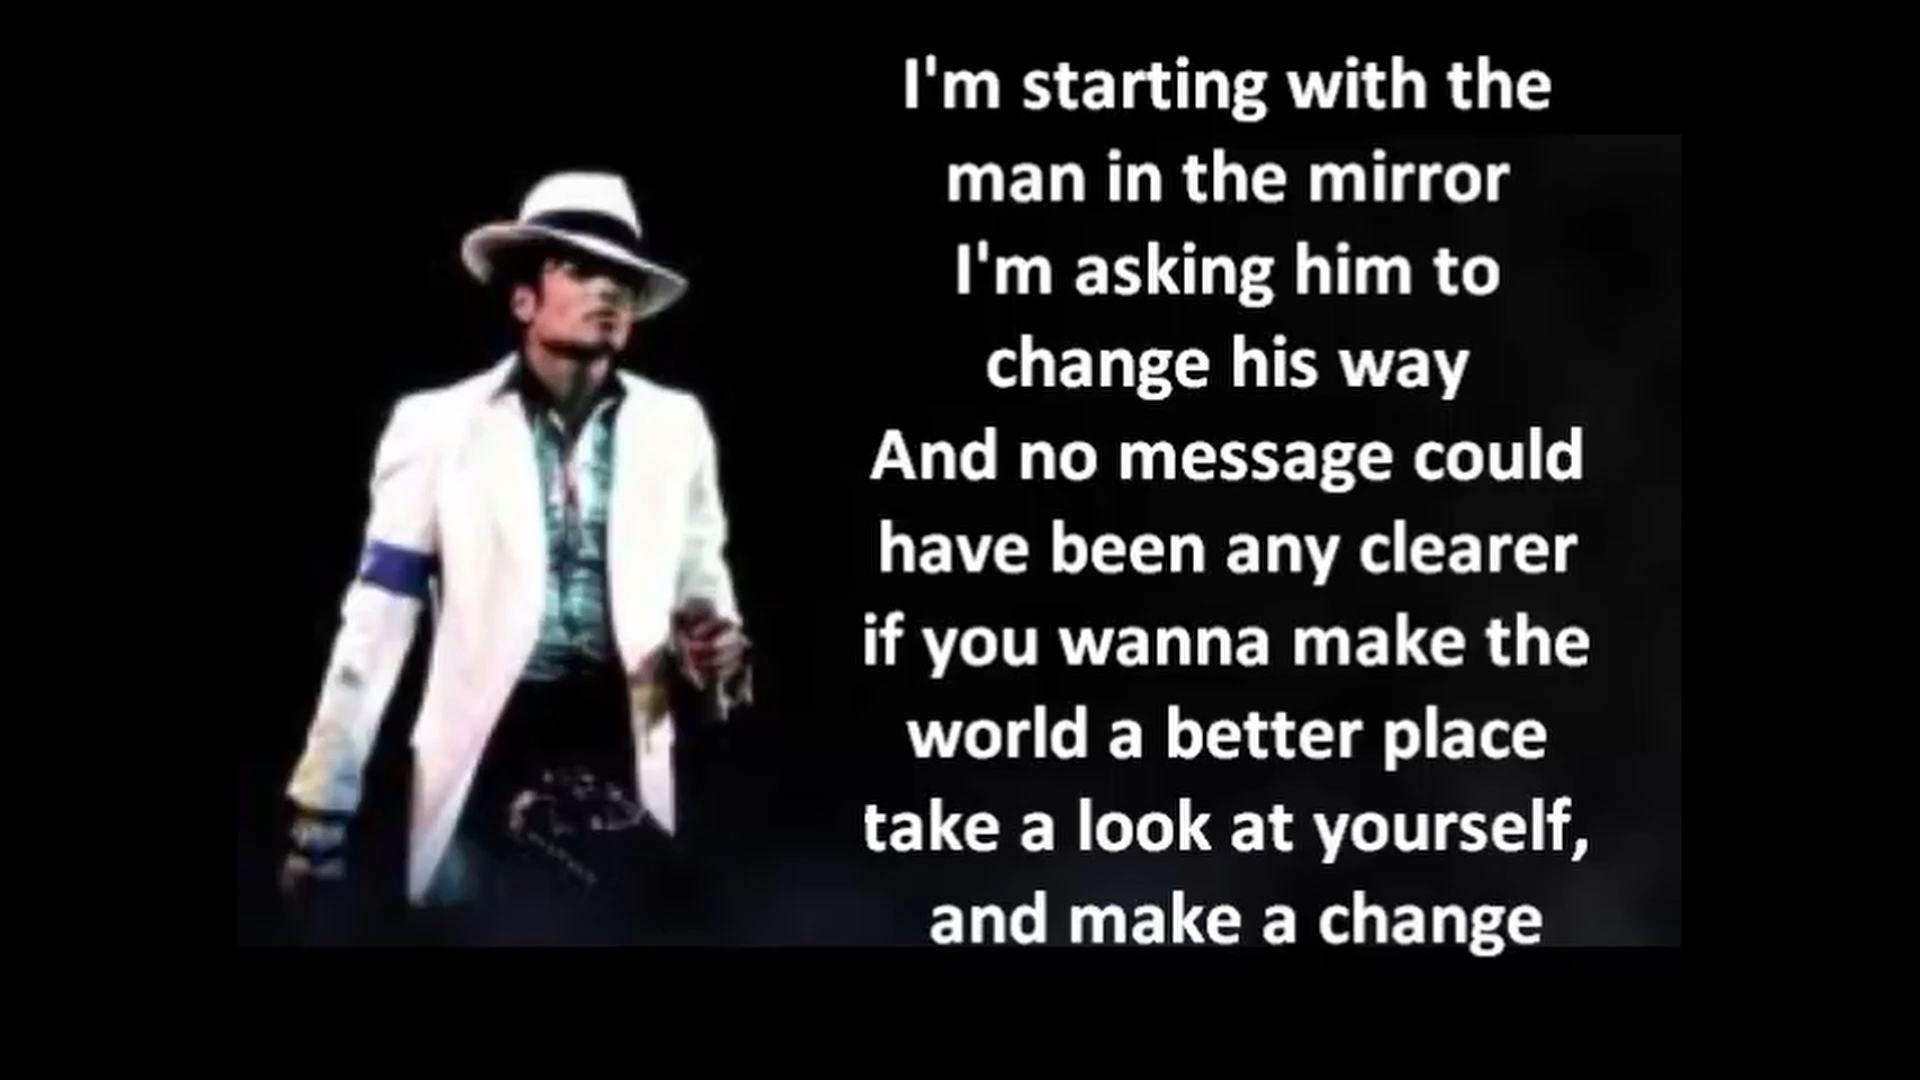 I'm starting with the
man in the mirror
I'm asking him to
change his way
And no message could
have been any clearer
if you wanna make the
world a better place
take a look at yourself,
and make a change